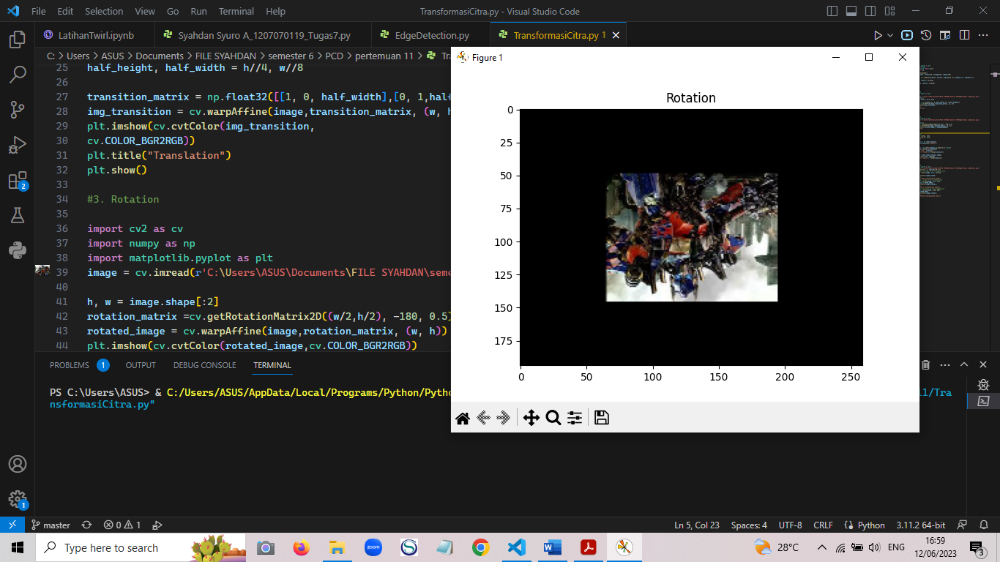 File Edit Selection View Go Run Terminal Help TransformasiCitra.py - Visual Studio Code
LatihanTwirl.ipynb Syahdan Syuro A_1207070119_Tugas7.py EdgeDetection.py TransformasiCitra.py 1
C: > Users > ASUS > Documents > FILE SYAHDAN > semester 6 > PCD > pertemuan 11 >
25 half_height, half_width = h//4, w//8
26
27 transition_matrix = np.float32([[1, 0, half_width],[0, 1,half
28 img_transition = cv.warpAffine(image,transition_matrix, (w, h
29 plt.imshow(cv.cvtColor(img_transition,
30 cv.COLOR_BGR2RGB))
31 plt.title("Translation")
32 plt.show()
33
34 #3. Rotation
35
36 import cv2 as cv
37 import numpy as np
38 import matplotlib.pyplot as plt
39 image = cv.imread(r'C:\Users\ASUS\Documents\FILE SYAHDAN\seme
40
41 h, w = image.shape[:2]
42 rotation_matrix =cv.getRotationMatrix2D((w/2,h/2), -180, 0.5)
43 rotated_image = cv.warpAffine(image,rotation_matrix, (w, h))
44 plt.imshow(cv.cvtColor(rotated_image,cv.COLOR_BGR2RGB))
Figure 1
Rotation
0
25
50
75
100
125
150
175
0 50 100 150 200 250
PROBLEMS 1 OUTPUT DEBUG CONSOLE TERMINAL
PS C:\Users\ASUS> & C:/Users/ASUS/AppData/Local/Programs/Python/Pytho
/Tra
nsformasiCitra.py"
2
1
master 0 1 Ln 5, Col 23 Spaces: 4 UTF-8 CRLF Python 3.11.2 64-bit
Type here to search zoom 28°C ENG 16:59
12/06/2023 3